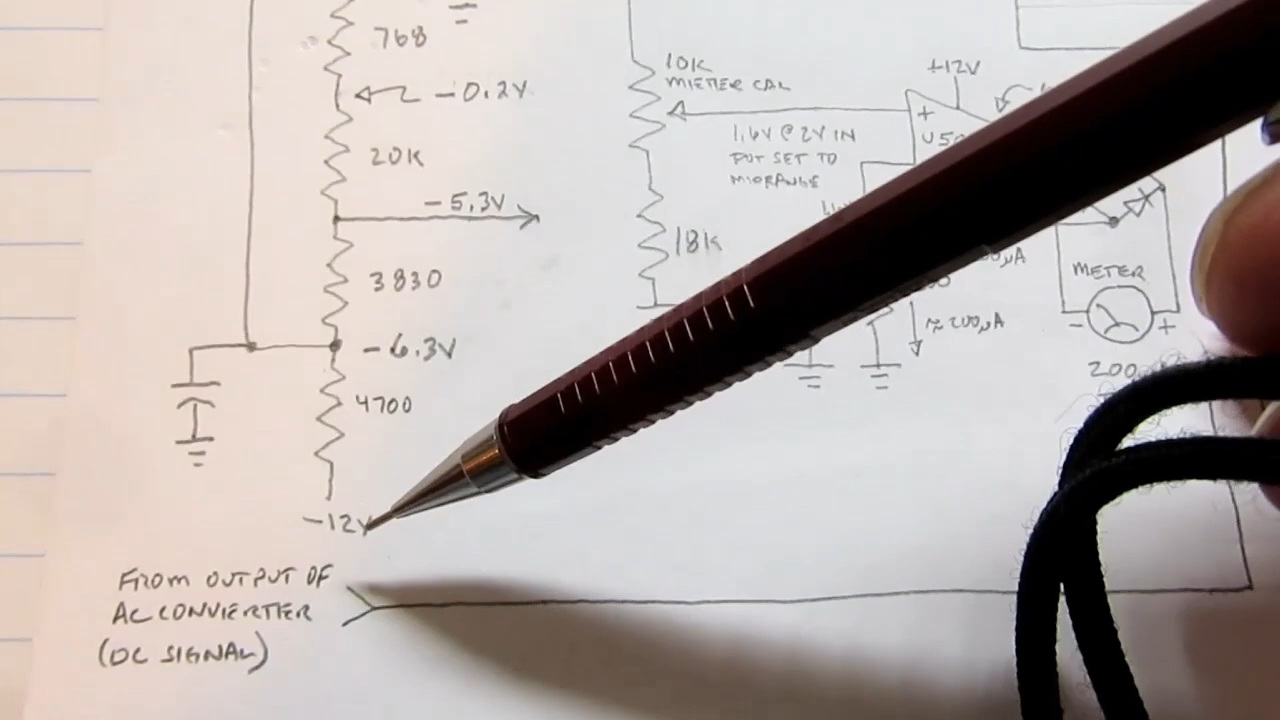 768
-0.2V
20K
-5.3V
3830
-6.3V
4700
-12V
FROM OUTPUT OF
AC CONVERTER
(DC SIGNAL)
10K
METER CAL
1.6V @ 2V IN
POT SET TO
MIDRANGE
18K
+12V
+
METER
- +
≈200µA
200